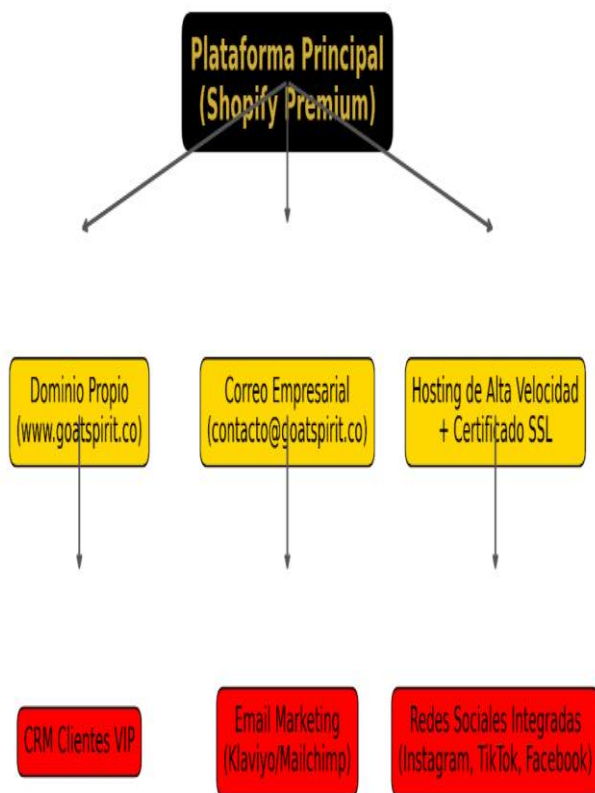 Plataforma Principal
(Shopify Premium)
Dominio Propio
(www.goatspirit.co)
Correo Empresarial
(contacto@goatspirit.co)
Hosting de Alta Velocidad
+ Certificado SSL
CRM Clientes VIP
Email Marketing
(Klaviyo/Mailchimp)
Redes Sociales Integradas
(Instagram, TikTok, Facebook)